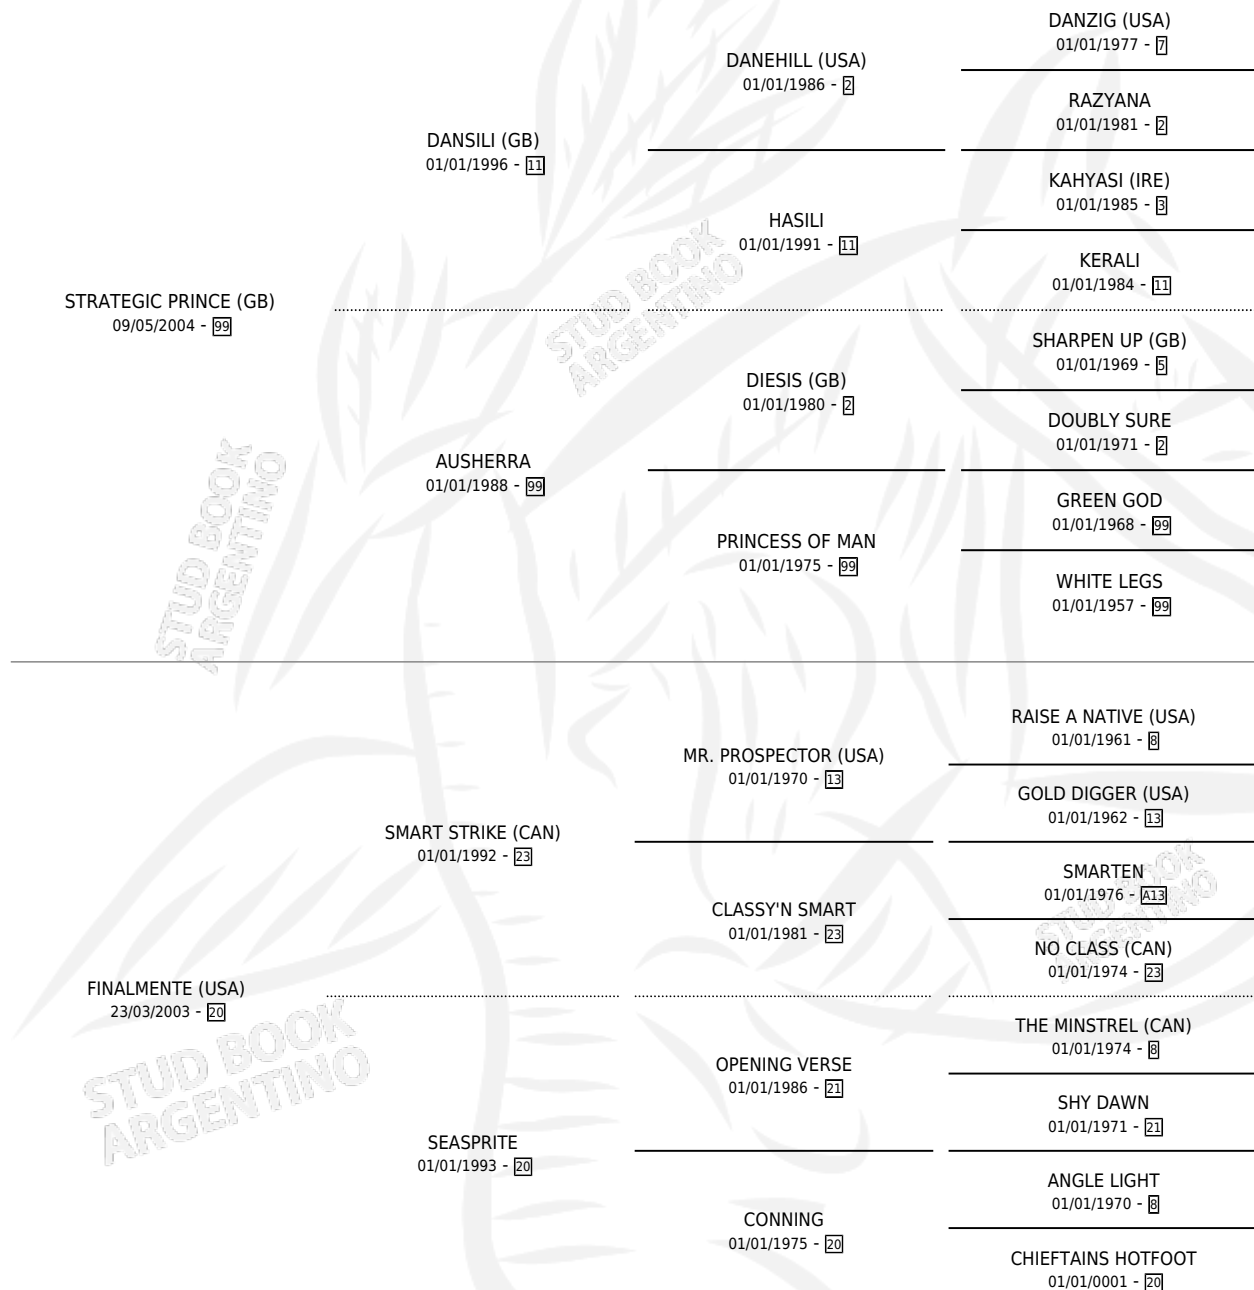 DANZIG (USA)
01/01/1977 - 7
DANEHILL (USA)
01/01/1986 - 2
RAZYANA
01/01/1981 - 2
DANSILI (GB)
01/01/1996 - 11
KAHYASI (IRE)
01/01/1985 - 3
HASILI
01/01/1991 - 11
KERALI
01/01/1984 - 11
STRATEGIC PRINCE (GB)
09/05/2004 - 99
STUD BOOK
ARGENTINO
SHARPEN UP (GB)
01/01/1969 - 5
DIESIS (GB)
01/01/1980 - 2
DOUBLY SURE
01/01/1971 - 2
AUSHERRA
01/01/1988 - 99
GREEN GOD
01/01/1968 - 99
PRINCESS OF MAN
01/01/1975 - 99
WHITE LEGS
01/01/1957 - 99
STUD BOOK
ARGENTINO
RAISE A NATIVE (USA)
01/01/1961 - 8
MR. PROSPECTOR (USA)
01/01/1970 - 13
GOLD DIGGER (USA)
01/01/1962 - 13
SMART STRIKE (CAN)
01/01/1992 - 23
SMARTEN
01/01/1976 - A13
CLASSY'N SMART
01/01/1981 - 23
STUD BOOK
ARGENTINO
NO CLASS (CAN)
01/01/1974 - 23
FINALMENTE (USA)
23/03/2003 - 20
THE MINSTREL (CAN)
01/01/1974 - 8
OPENING VERSE
01/01/1986 - 21
STUD BOOK
ARGENTINO
SHY DAWN
01/01/1971 - 21
SEASPRITE
01/01/1993 - 20
ANGLE LIGHT
01/01/1970 - 8
CONNING
01/01/1975 - 20
CHIEFTAINS HOTFOOT
01/01/0001 - 20